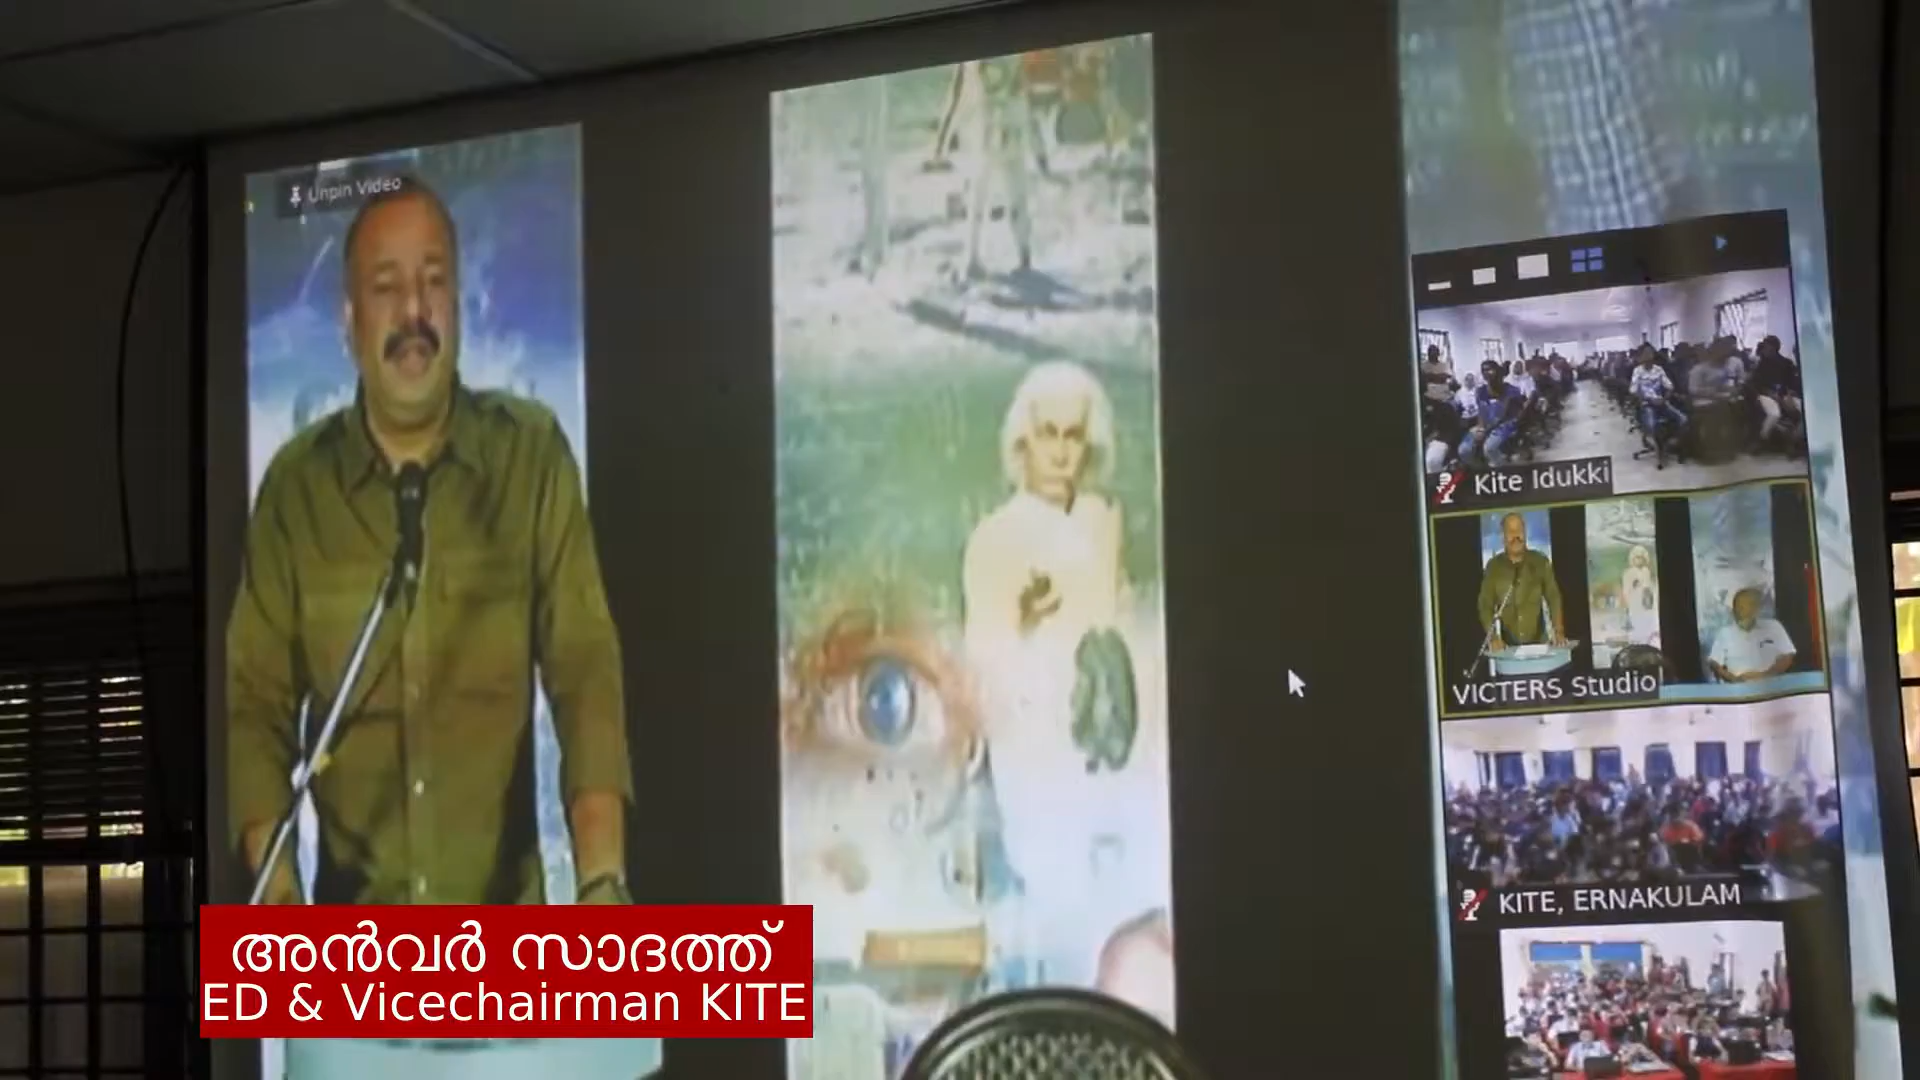 Unpin Video
Kite Idukki
VICTERS Studio
KITE, ERNAKULAM
അൻവർ സാദത്ത്
ED & Vicechairman KITE